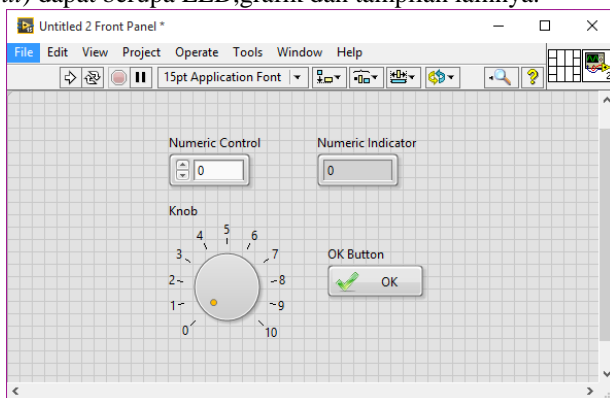 dapat berupa LED,grafik dan tampilan lainnya.
Untitled 2 Front Panel *
File Edit View Project Operate Tools Window Help
15pt Application Font
2
Numeric Control Numeric Indicator
0 0
Knob
0 1 2 3 4 5 6 7 8 9 10
OK Button
OK